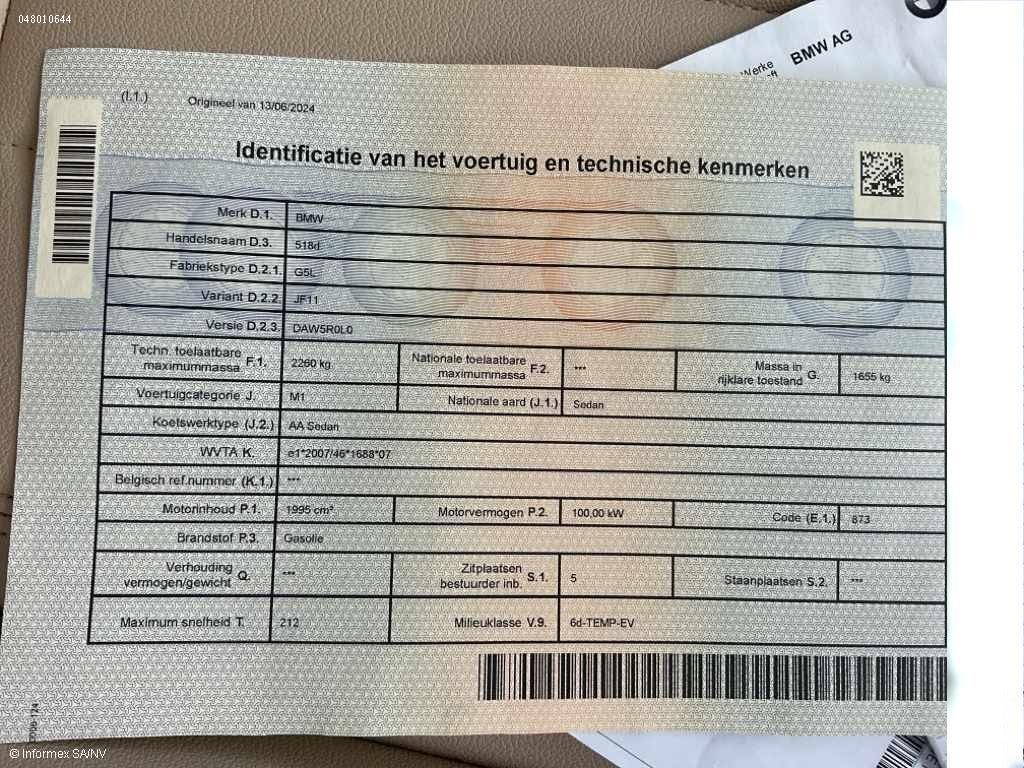 048010644
BMW AG
Werke
(I.1.) Origineel van 13/06/2024
Identificatie van het voertuig en technische kenmerken
Merk D.1. BMW
Handelsnaam D.3. 518d
Fabriekstype D.2.1. G5L
Variant D.2.2. JF11
Versie D.2.3. DAW5R0L0
Techn. toelaatbare maximummassa F.1. 2260 kg Nationale toelaatbare maximummassa F.2. *** Massa in rijklare toestand G. 1655 kg
Voertuigcategorie J. M1 Nationale aard (J.1.) Sedan
Koetswerktype (J.2.) AA Sedan
WVTA K. e1*2007/46*1688*07
Belgisch ref.nummer (K.1.) ***
Motorinhoud P.1. 1995 cm³ Motorvermogen P.2. 100,00 kW Code (E.1.) 873
Brandstof P.3. Gasolie
Verhouding vermogen/gewicht Q. *** Zitplaatsen bestuurder inb. S.1. 5 Staanplaatsen S.2. ***
Maximum snelheid T. 212 Milieuklasse V.9. 6d-TEMP-EV
© Informex SA/NV